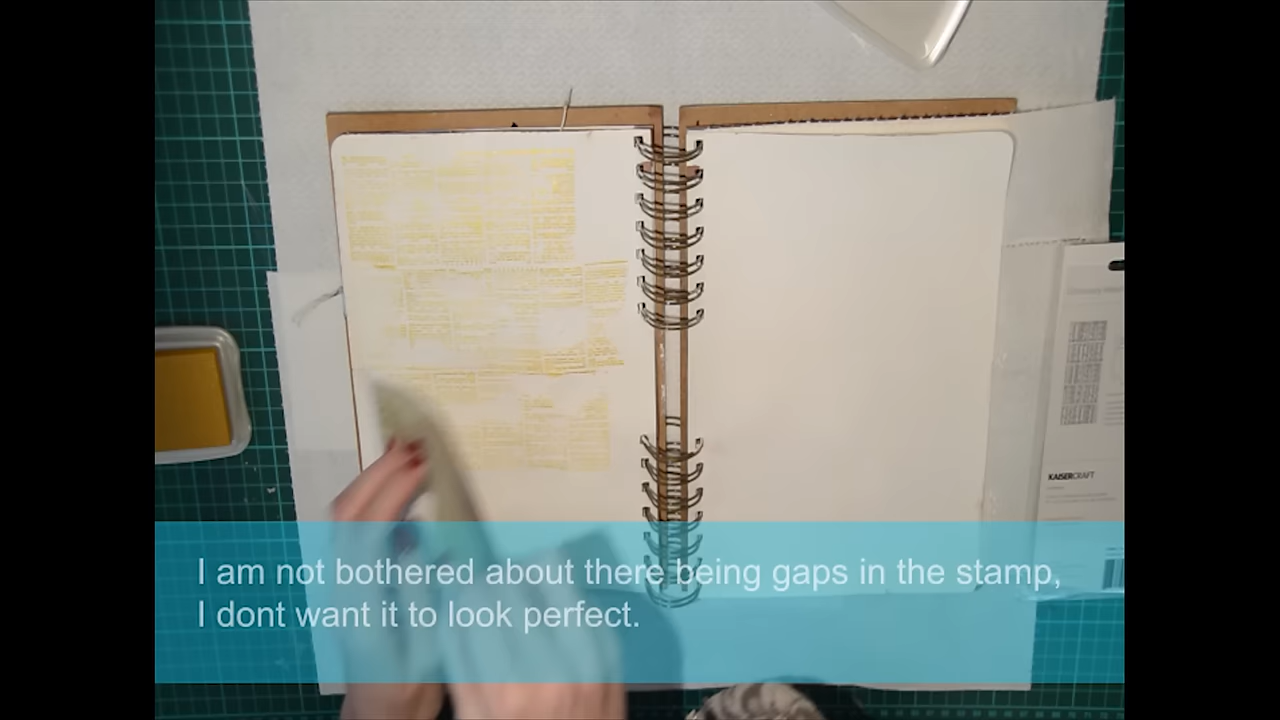 KAISERCRAFT
I am not bothered about there being gaps in the stamp,
I dont want it to look perfect.